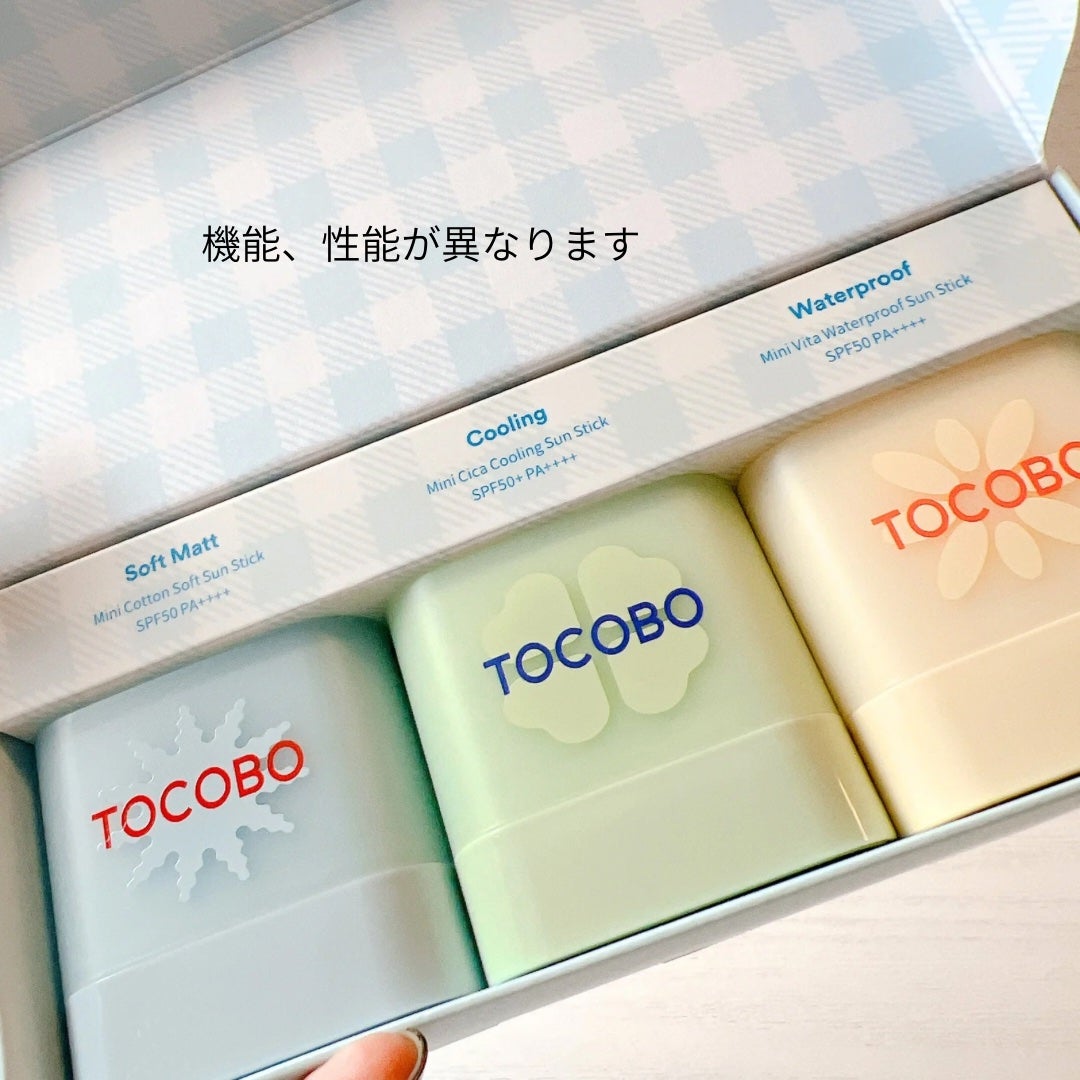 機能、性能が異なります
Waterproof
Mini Vita Waterproof Sun Stick
SPF50 PA++++
Cooling
Mini Cica Cooling Sun Stick
SPF50+ PA++++
Soft Matt
Mini Cotton Soft Sun Stick
SPF50 PA++++
TOCOBO
TOCOBO
TOCOBO